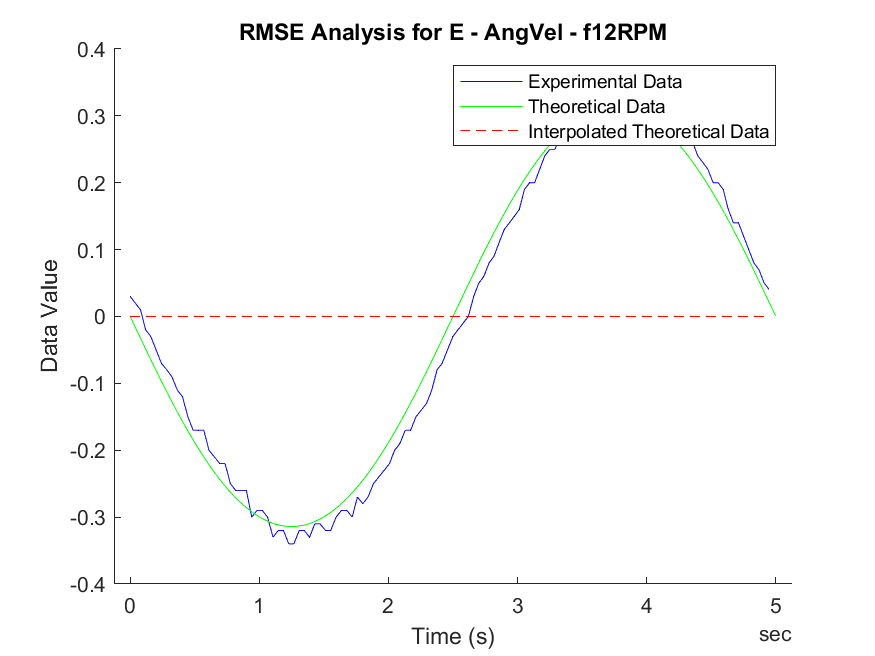 RMSE Analysis for E - AngVel - f12RPM
Experimental Data
Theoretical Data
Interpolated Theoretical Data
Data Value
0.4
0.3
0.2
0.1
0
-0.1
-0.2
-0.3
-0.4
0 1 2 3 4 5
sec
Time (s)